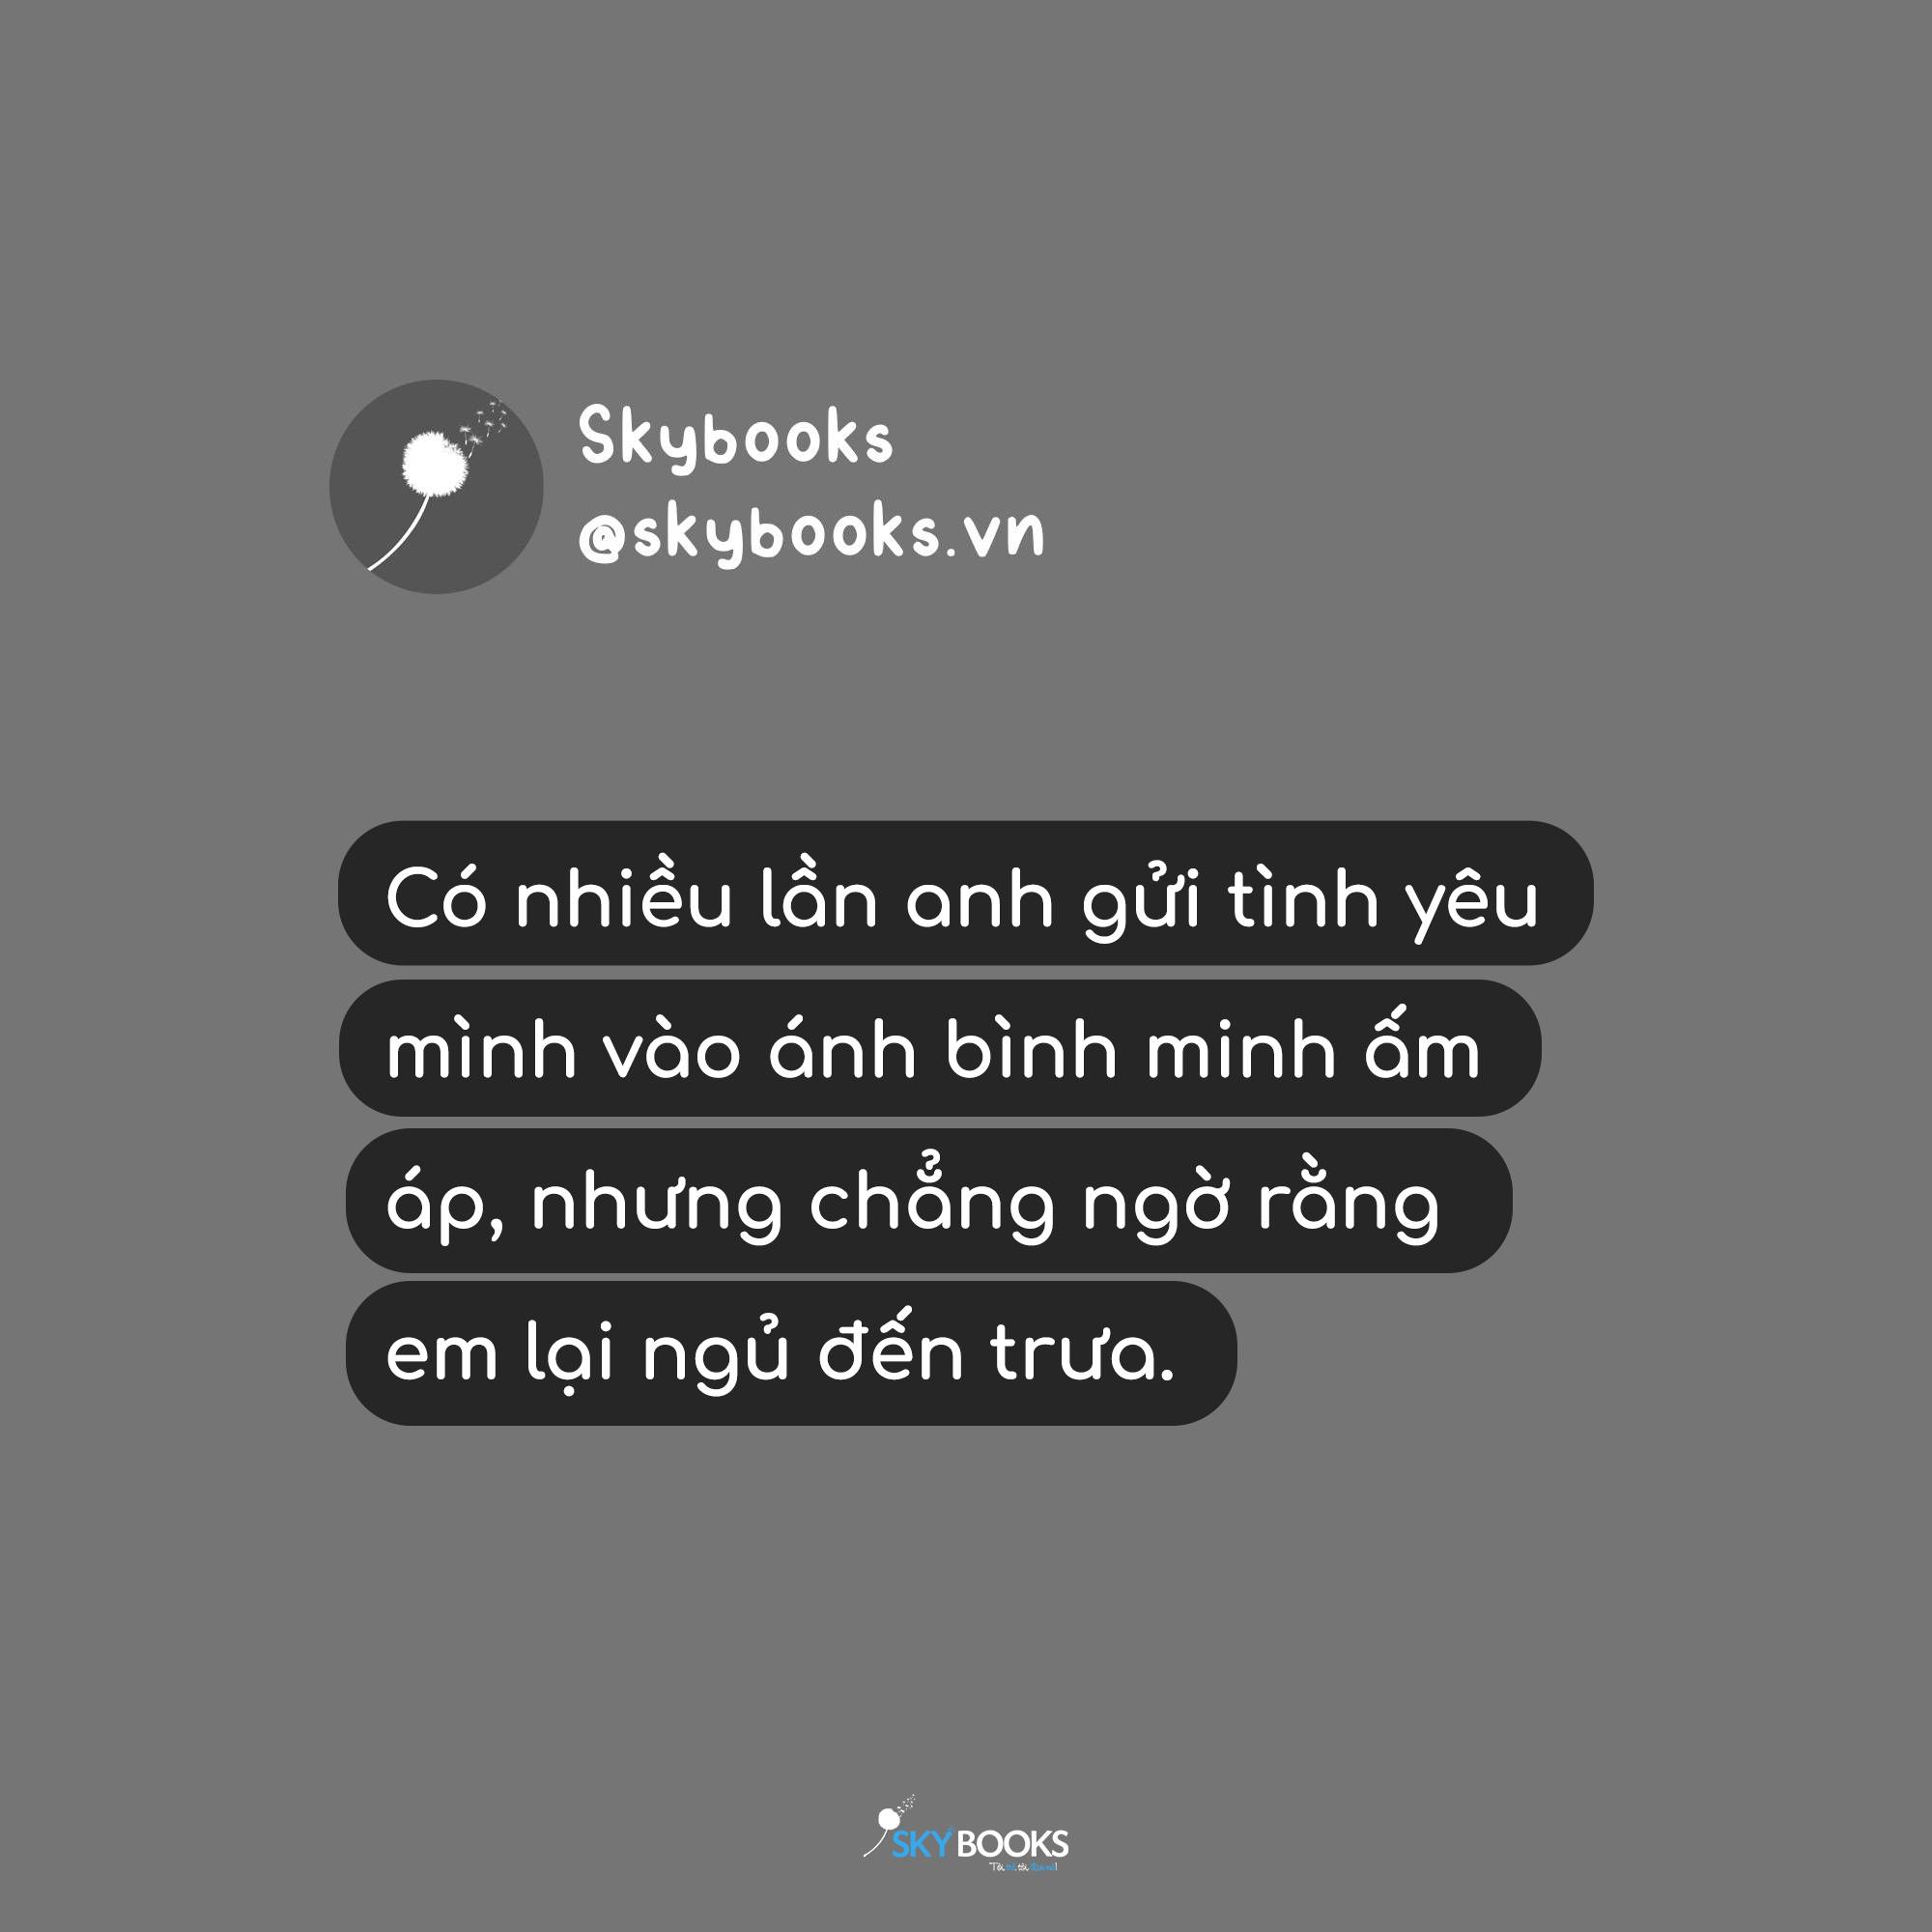 Skybooks
@skybooks.vn
Có nhiều lần anh gửi tình yêu
mình vào ánh bình minh ấm
áp, nhưng chẳng ngờ rằng
em lại ngủ đến trưa.
SKYBOOKS